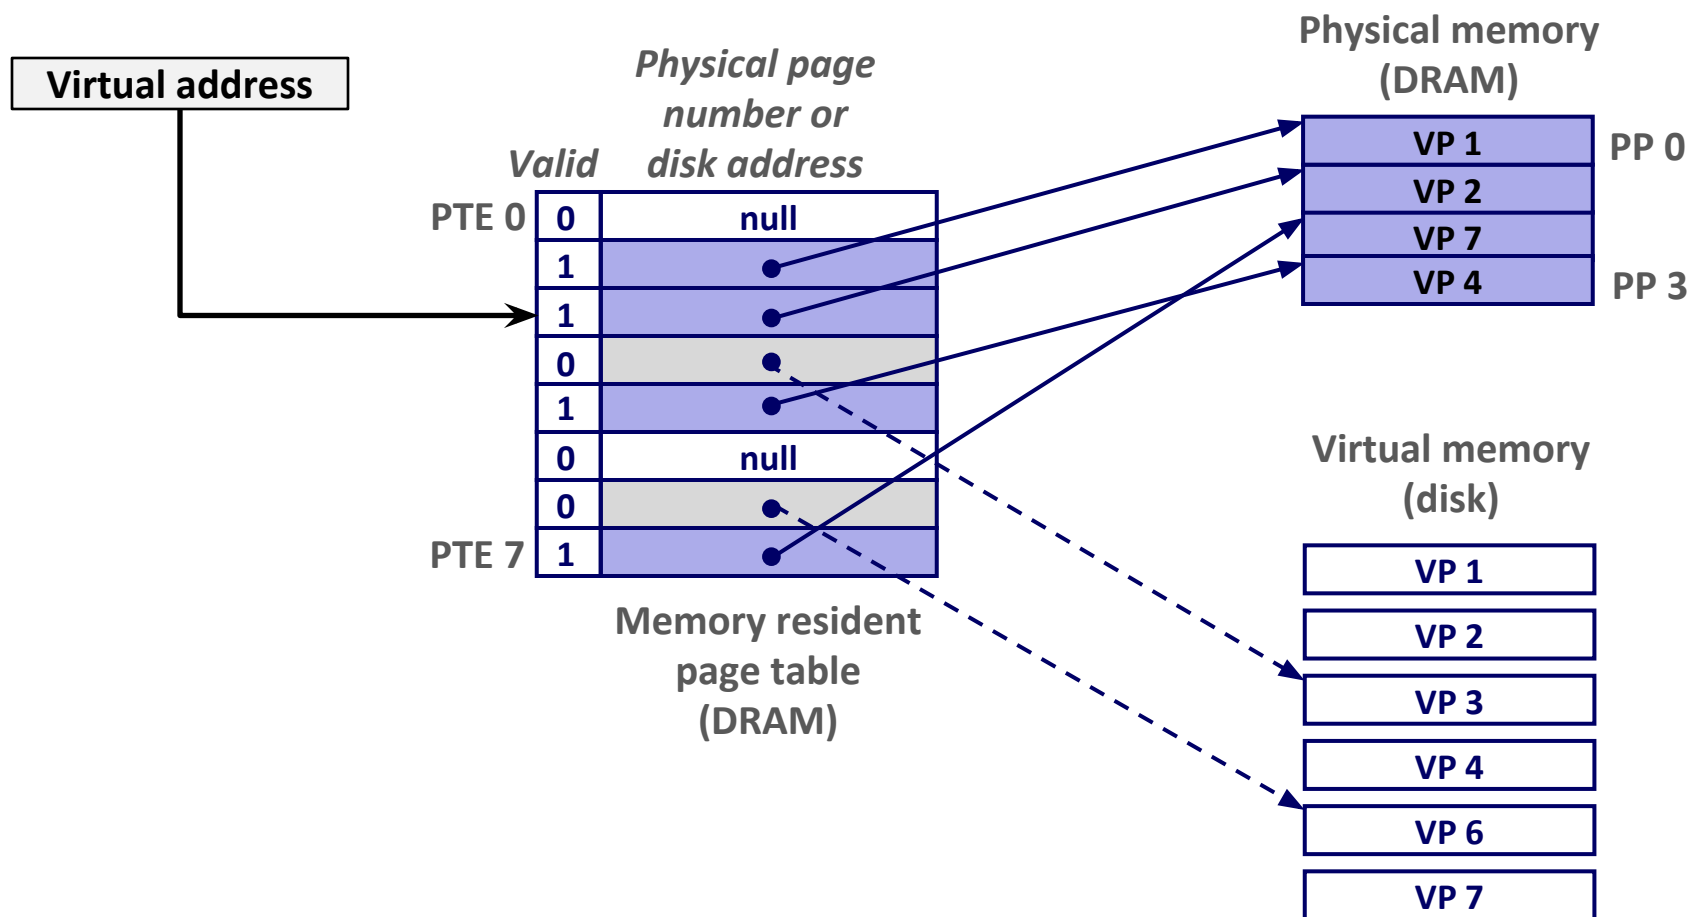 Virtual address
Physical page
number or
disk address
Valid
PTE 0
0
null
1
1
0
1
0
null
0
PTE 7
1
Memory resident
page table
(DRAM)
Physical memory
(DRAM)
VP 1
PP 0
VP 2
VP 7
VP 4
PP 3
Virtual memory
(disk)
VP 1
VP 2
VP 3
VP 4
VP 6
VP 7